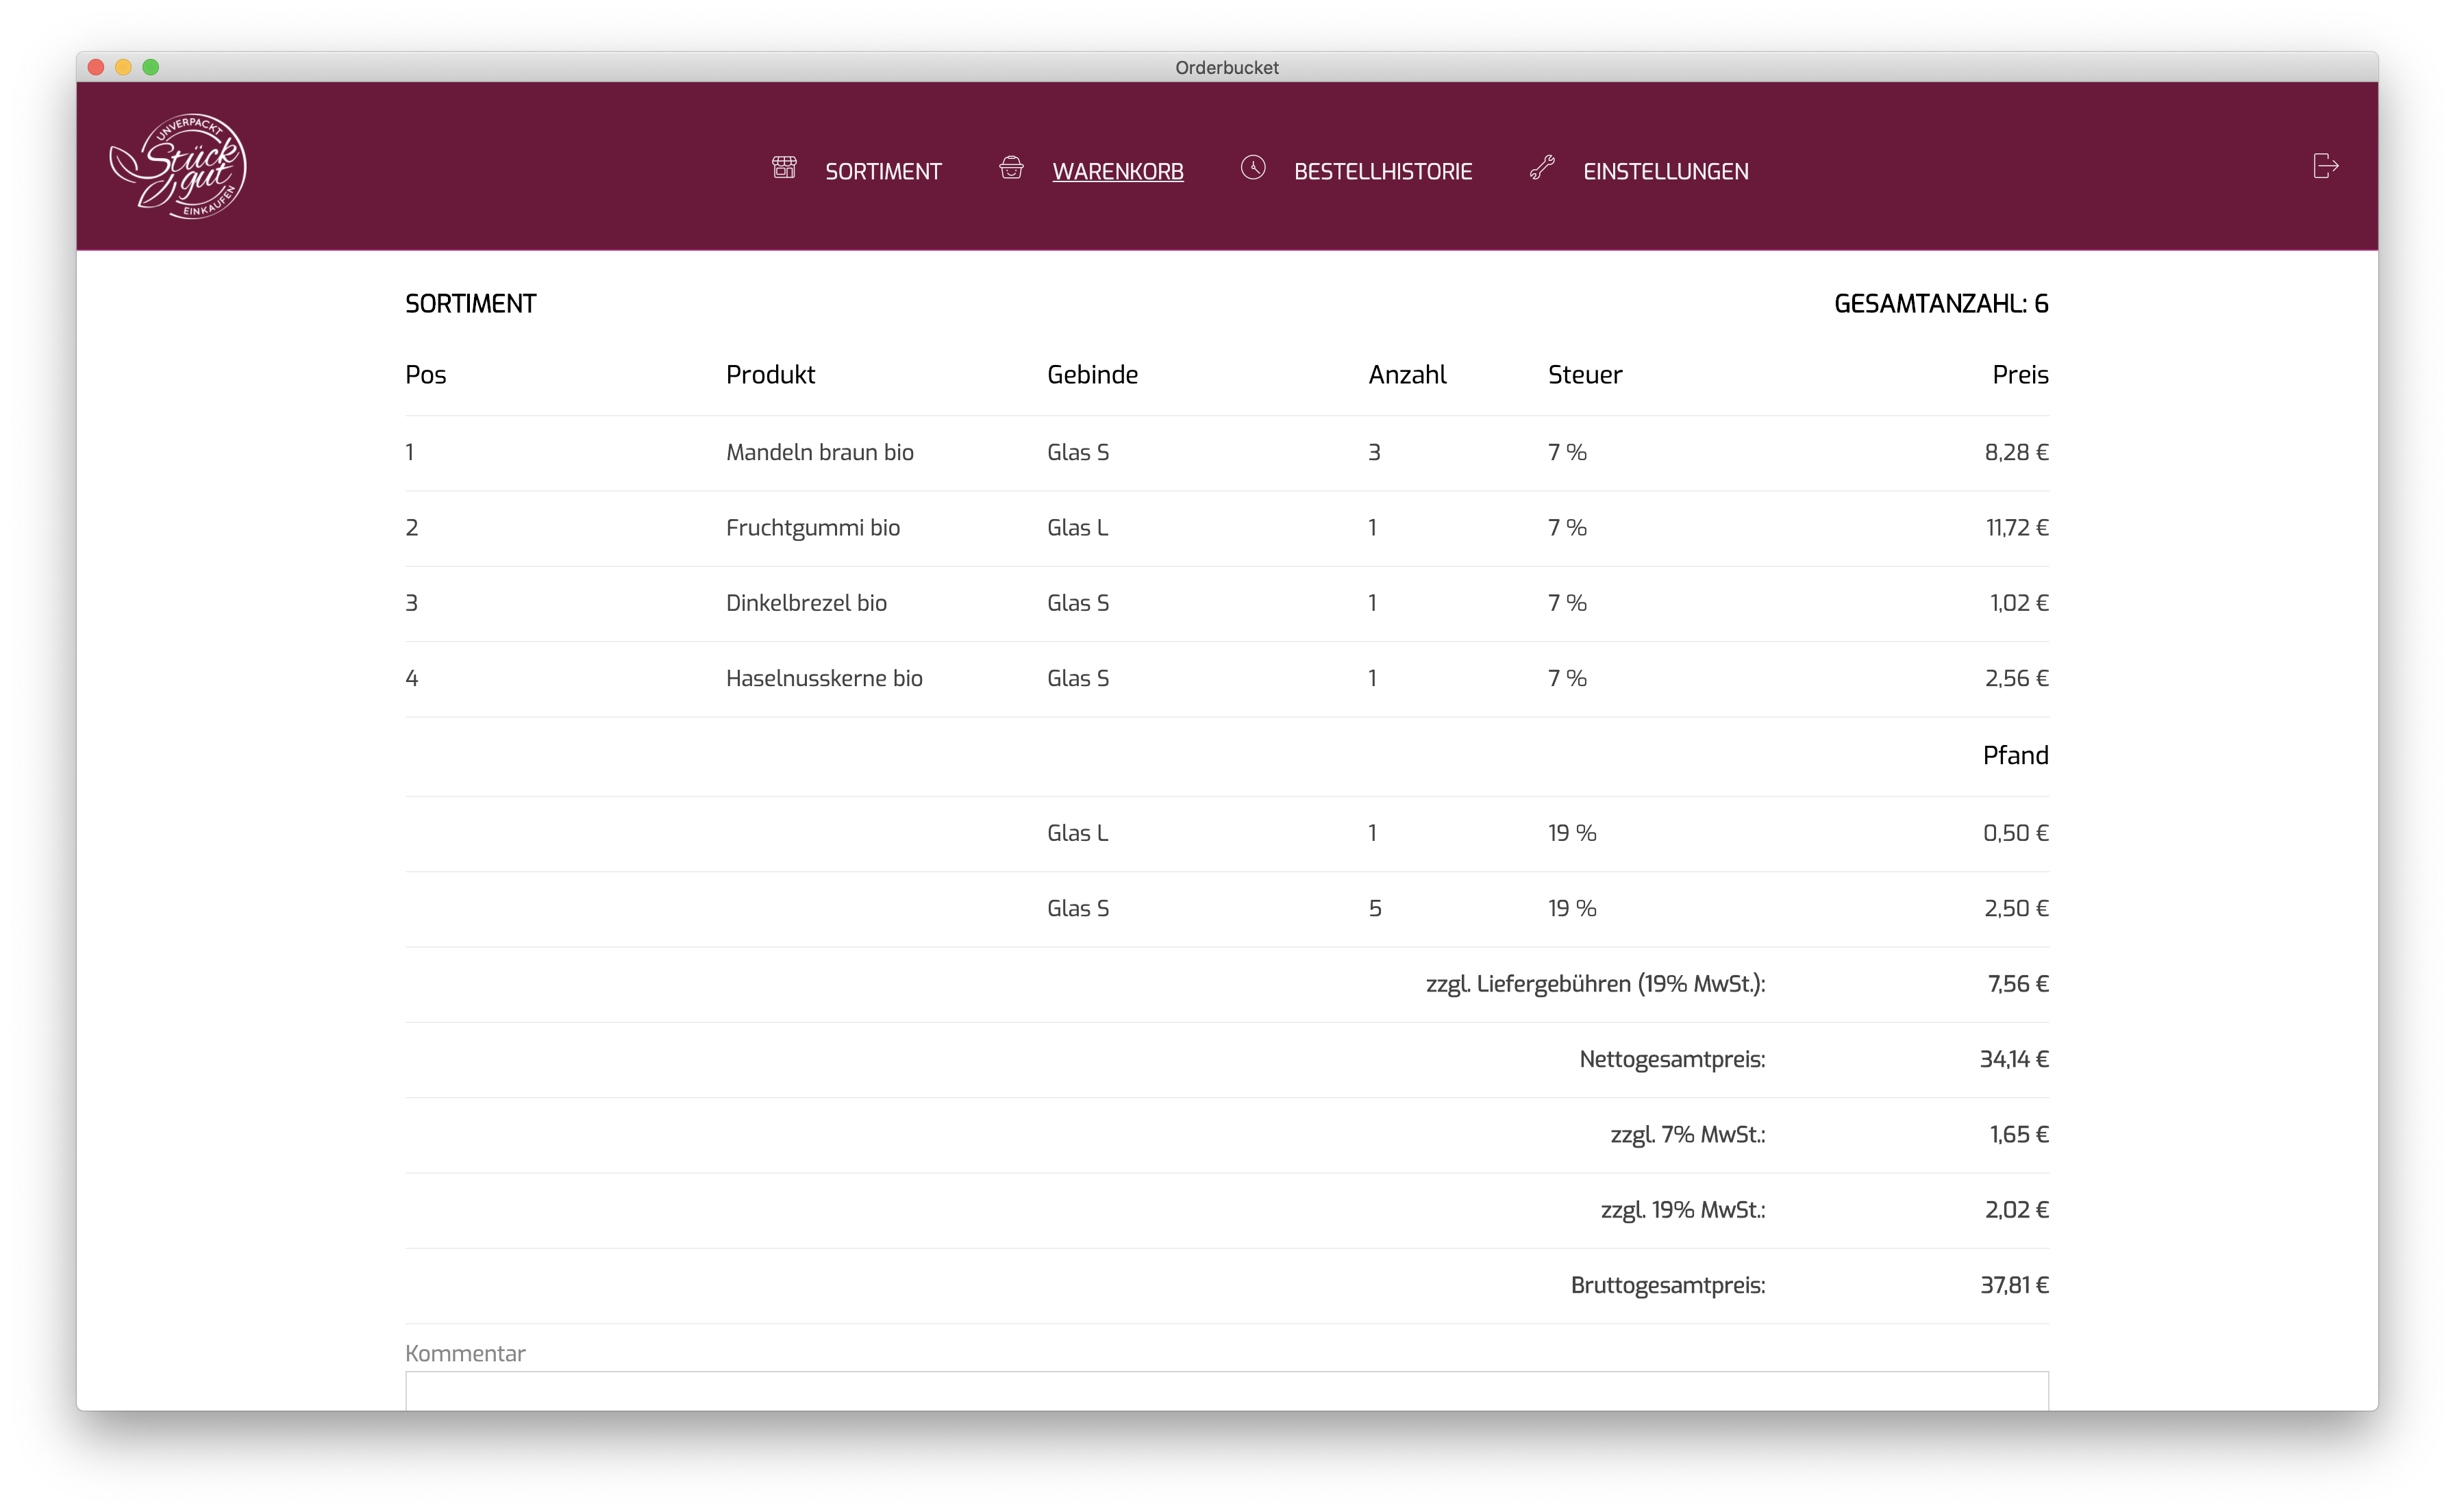 Orderbucket
UNVERPACKT
Stück
gut
EINKAUFEN
SORTIMENT WARENKORB BESTELLHISTORIE EINSTELLUNGEN
SORTIMENT GESAMTANZAHL: 6
Pos Produkt Gebinde Anzahl Steuer Preis
1 Mandeln braun bio Glas S 3 7 % 8,28 €
2 Fruchtgummi bio Glas L 1 7 % 11,72 €
3 Dinkelbrezel bio Glas S 1 7 % 1,02 €
4 Haselnusskerne bio Glas S 1 7 % 2,56 €
Pfand
Glas L 1 19 % 0,50 €
Glas S 5 19 % 2,50 €
zzgl. Liefergebühren (19% MwSt.): 7,56 €
Nettogesamtpreis: 34,14 €
zzgl. 7% MwSt.: 1,65 €
zzgl. 19% MwSt.: 2,02 €
Bruttogesamtpreis: 37,81 €
Kommentar